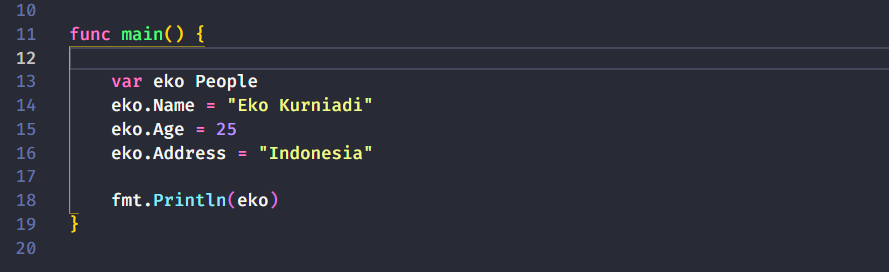 10
11 func main() {
12
13 var eko People
14 eko.Name = "Eko Kurniadi"
15 eko.Age = 25
16 eko.Address = "Indonesia"
17
18 fmt.Println(eko)
19 }
20